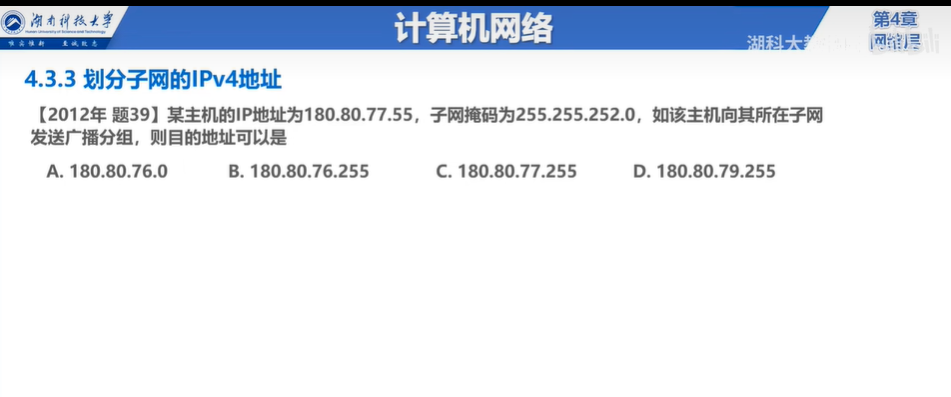 湖南科技大学
Hunan University of Science and Technology
唯实惟新 至诚致志
计算机网络
第4章
网络层
湖科大教
4.3.3 划分子网的IPv4地址
【2012年 题39】某主机的IP地址为180.80.77.55，子网掩码为255.255.252.0，如该主机向其所在子网
发送广播分组，则目的地址可以是
A. 180.80.76.0 B. 180.80.76.255 C. 180.80.77.255 D. 180.80.79.255